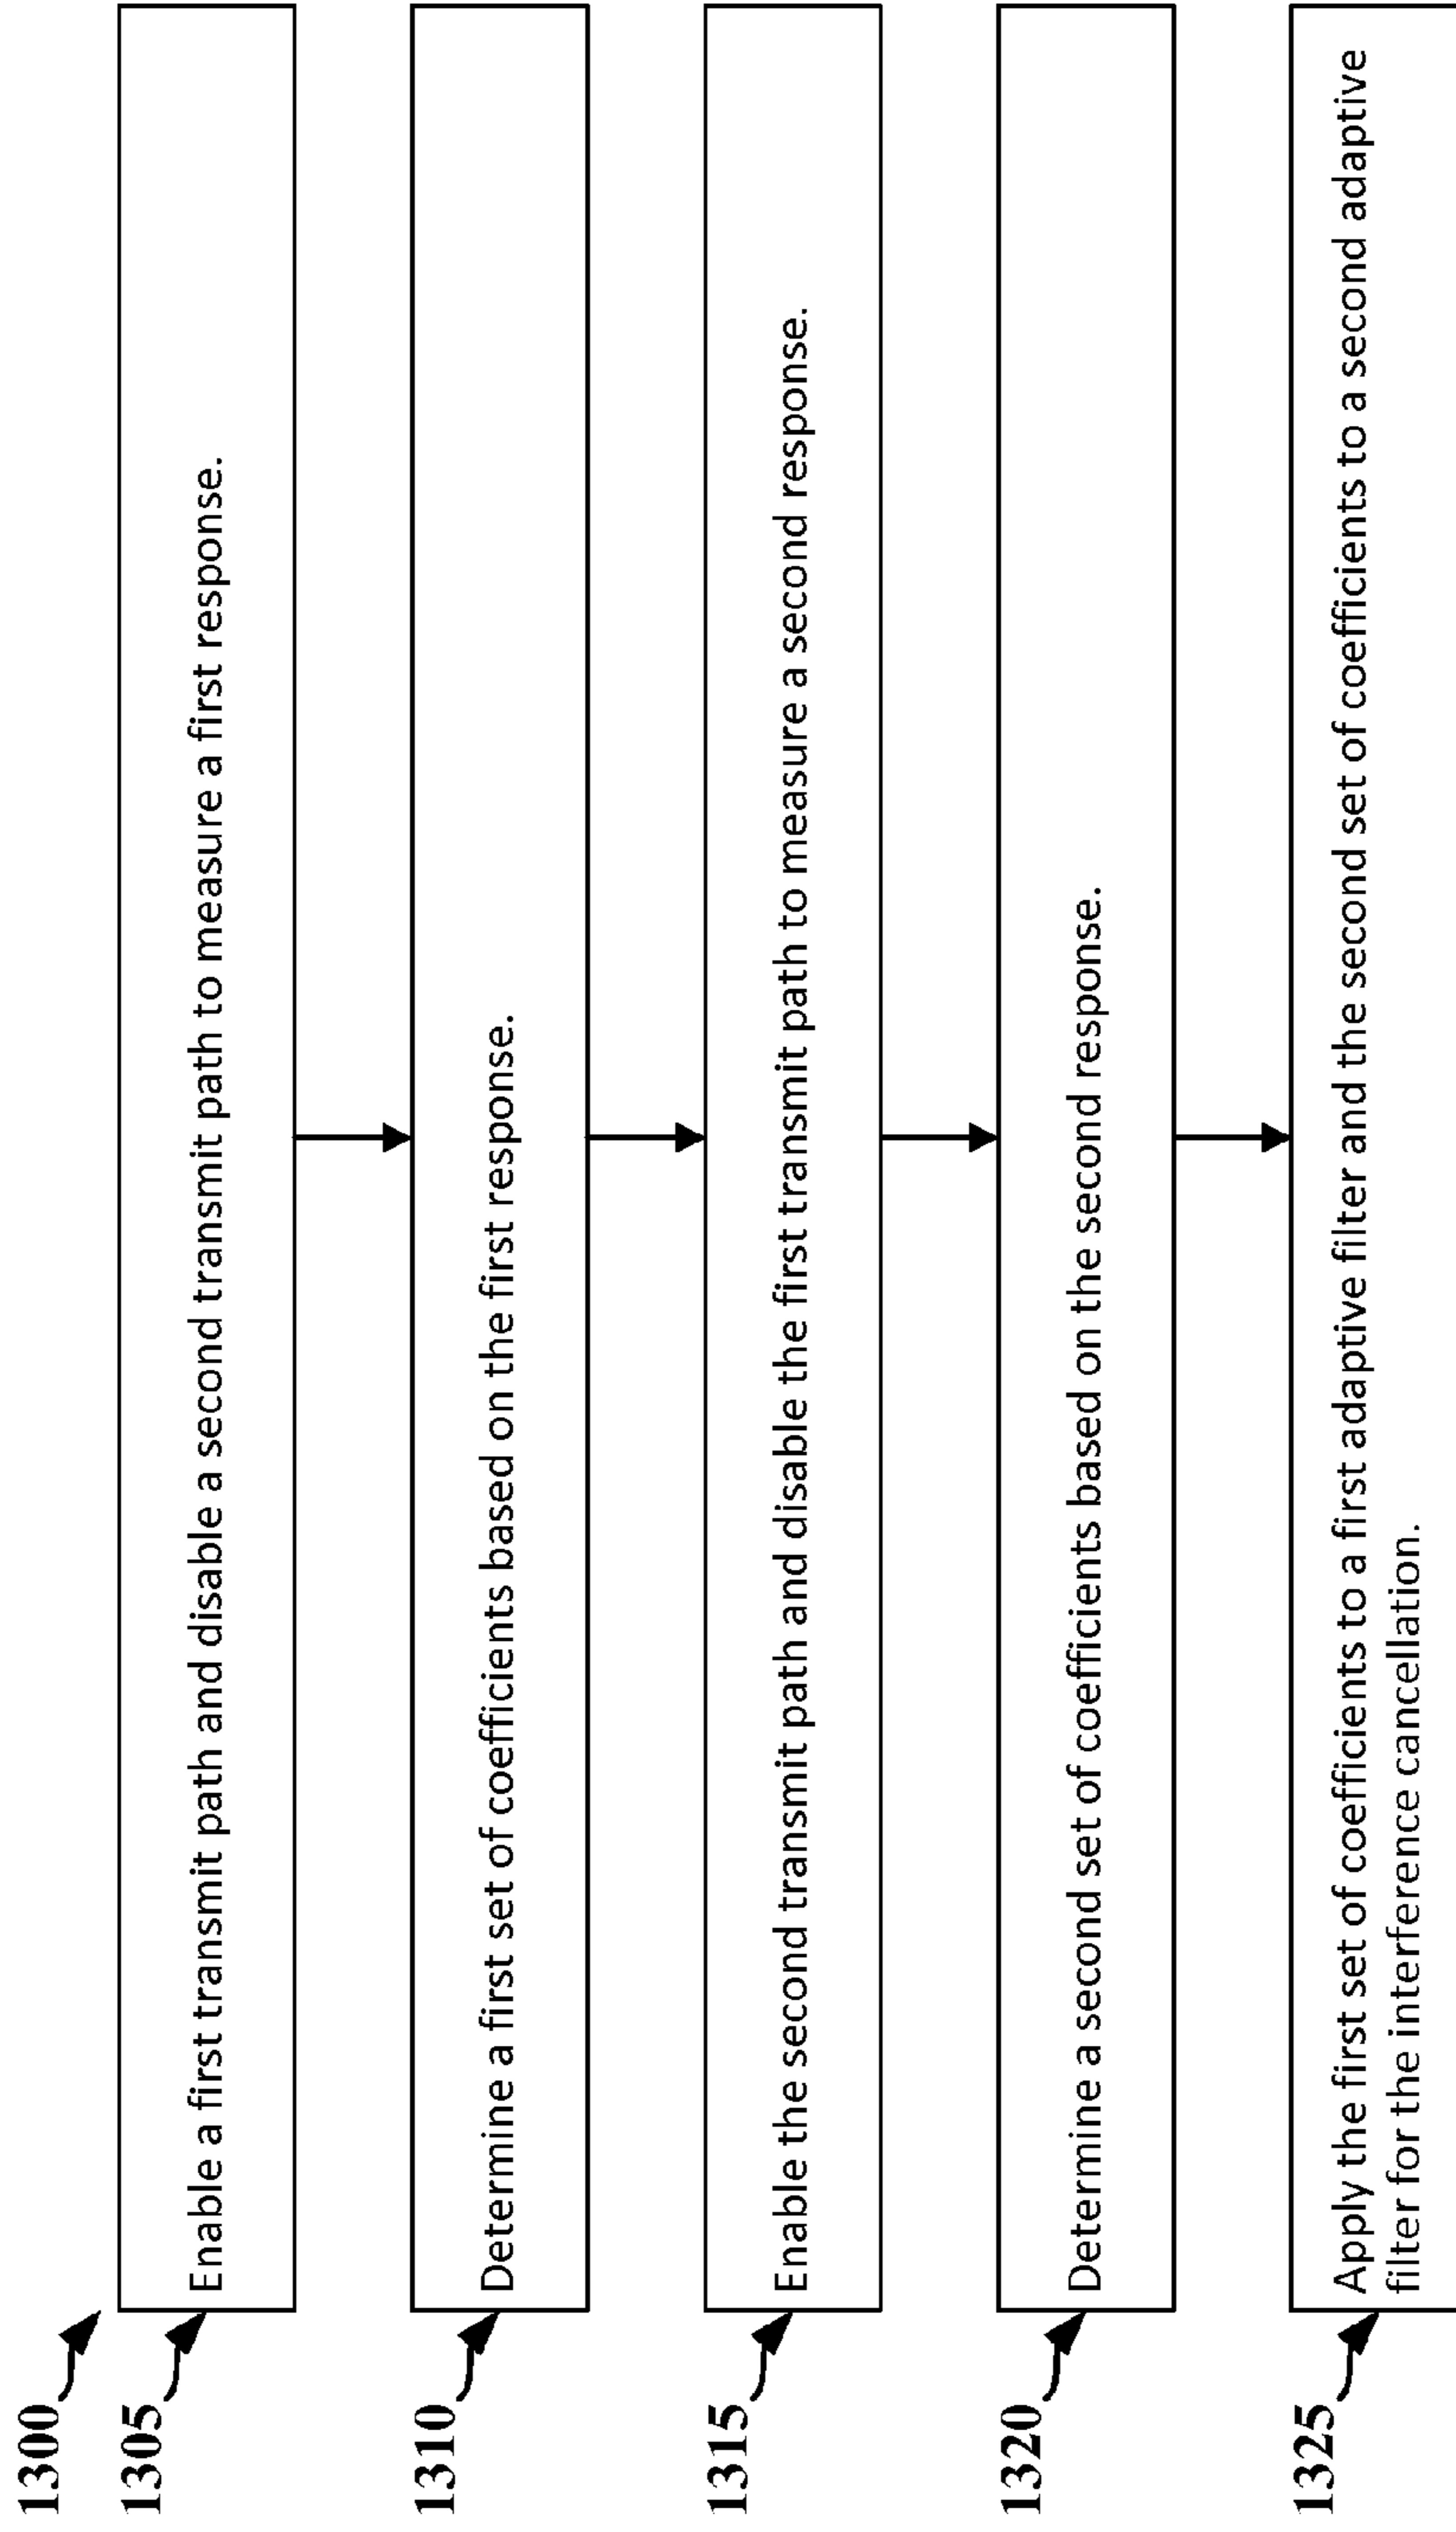 1300
1305
Enable a first transmit path and disable a second transmit path to measure a first response.
1310
Determine a first set of coefficients based on the first response.
1315
Enable the second transmit path and disable the first transmit path to measure a second response.
1320
Determine a second set of coefficients based on the second response.
1325
Apply the first set of coefficients to a first adaptive filter and the second set of coefficients to a second adaptive
filter for the interference cancellation.